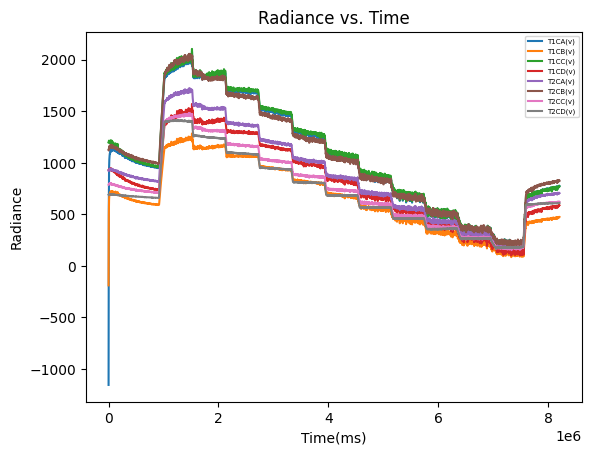 Radiance vs. Time
2000
1500
1000
500
0
−500
−1000
Radiance
T1CA(v)
T1CB(v)
T1CC(v)
T1CD(v)
T2CA(v)
T2CB(v)
T2CC(v)
T2CD(v)
0 2 4 6 8
1e6
Time(ms)